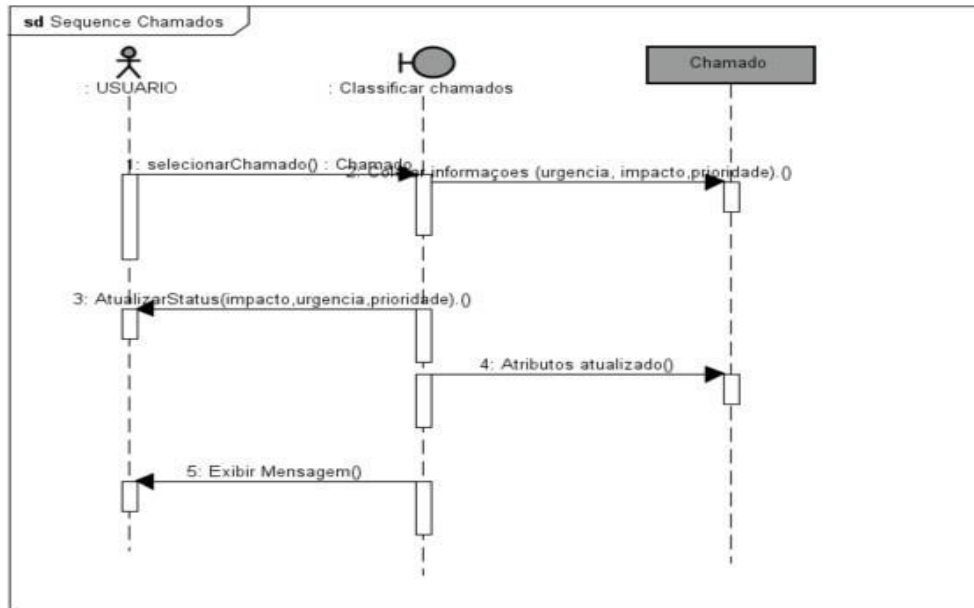 sd Sequence Chamados
: USUARIO
: Classificar chamados
Chamado
1: selecionarChamado() : Chamado
2: informaçoes (urgencia, impacto,prioridade).()
3: AtualizarStatus(impacto,urgencia,prioridade).()
4: Atributos atualizado()
5: Exibir Mensagem()